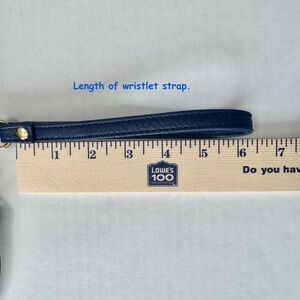 Length of wristlet strap.
1 2 3 4 5 6 7
LOWE'S
100
Do you hav